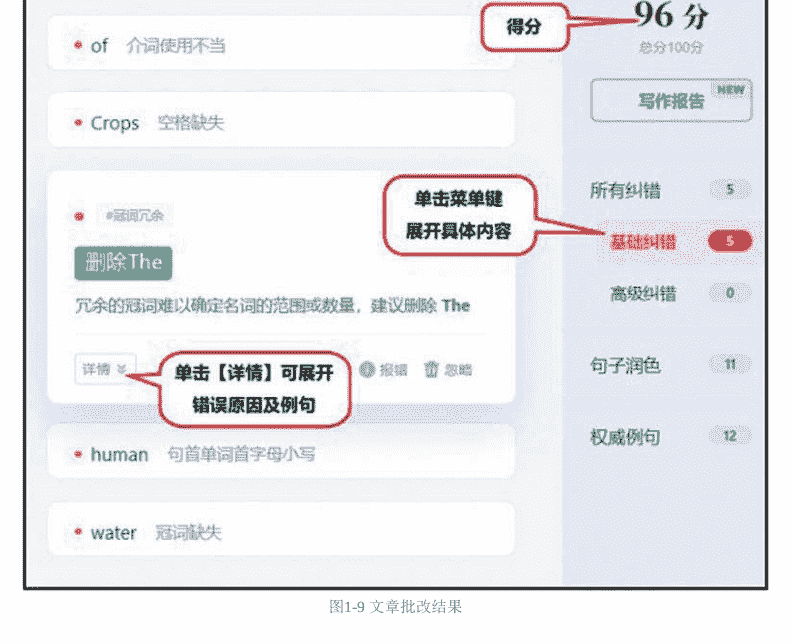 of 介词使用不当
Crops 空格缺失
#冠词冗余
删除The
冗余的冠词难以确定名词的范围或数量，建议删除 The
详情
单击【详情】可展开
错误原因及例句
报错
忽略
human 句首单词首字母小写
water 冠词缺失
得分
96 分
总分100分
写作报告
NEW
单击菜单键
展开具体内容
所有纠错 5
基础纠错 5
高级纠错 0
句子润色 11
权威例句 12
图1-9 文章批改结果